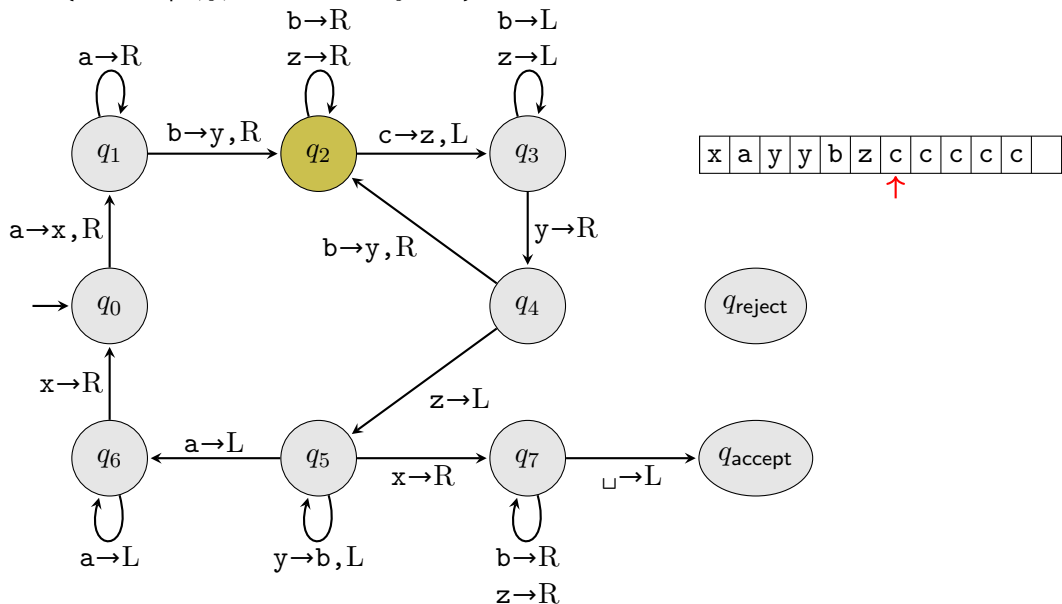 b→R b→L
a→R z→R z→L
q1 b→y,R q2 c→z,L q3 x a y y b z c c c c c
↑
a→x,R b→y,R y→R
q0 q4 qreject
x→R z→L
q6 a→L q5 x→R q7 ␣→L qaccept
a→L y→b,L b→R
z→R